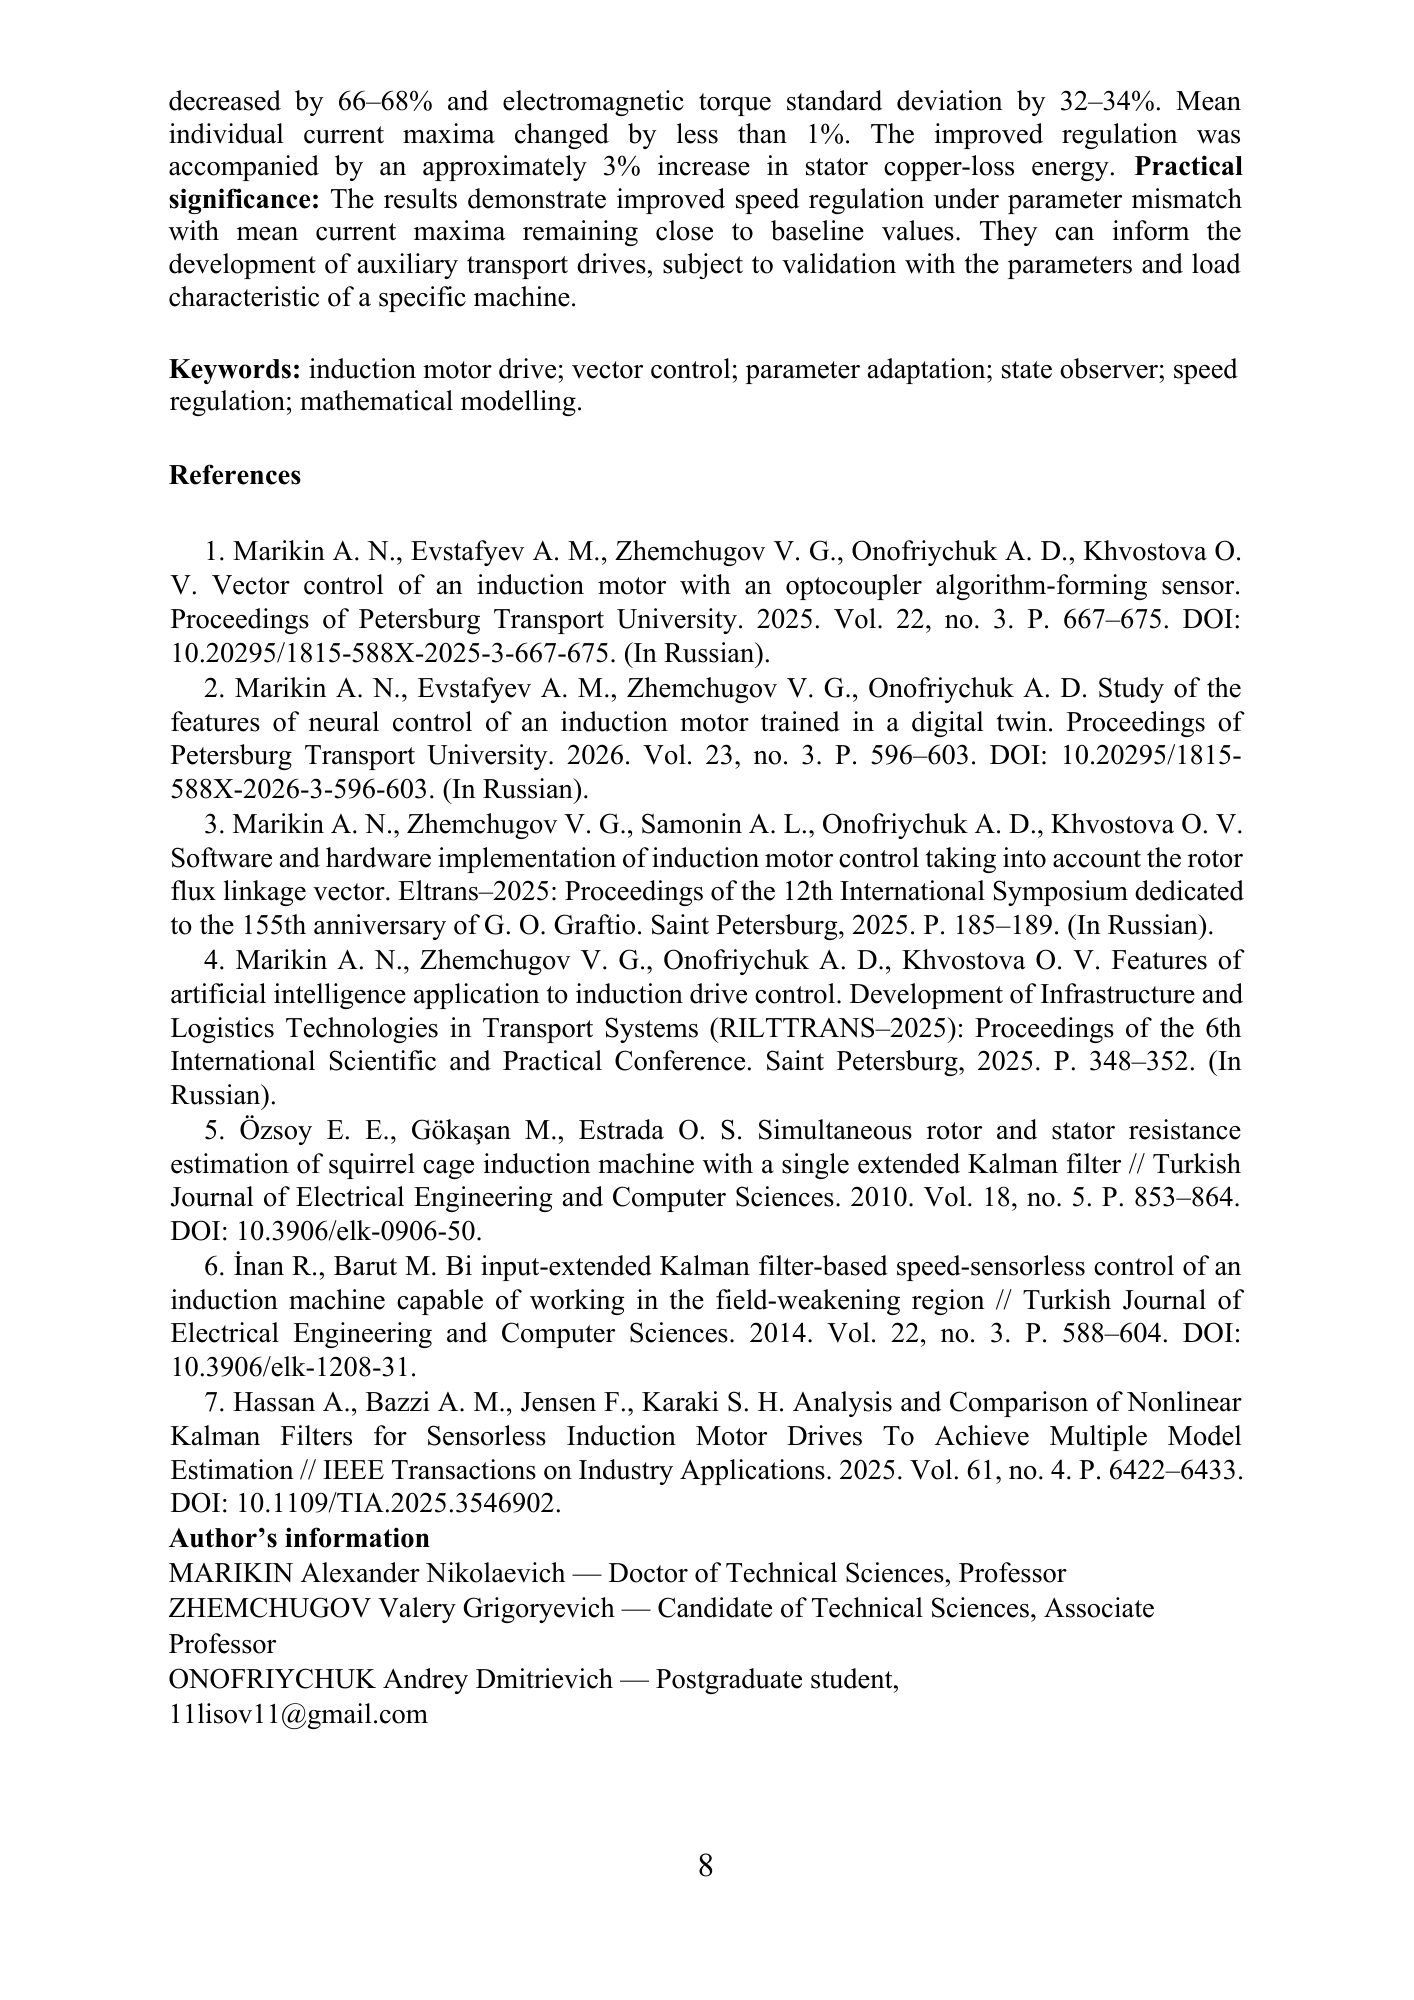 decreased by 66–68% and electromagnetic torque standard deviation by 32–34%. Mean
individual current maxima changed by less than 1%. The improved regulation was
accompanied by an approximately 3% increase in stator copper-loss energy. Practical
significance: The results demonstrate improved speed regulation under parameter mismatch
with mean current maxima remaining close to baseline values. They can inform the
development of auxiliary transport drives, subject to validation with the parameters and load
characteristic of a specific machine.
Keywords: induction motor drive; vector control; parameter adaptation; state observer; speed
regulation; mathematical modelling.
References
1. Marikin A. N., Evstafyev A. M., Zhemchugov V. G., Onofriychuk A. D., Khvostova O.
V. Vector control of an induction motor with an optocoupler algorithm-forming sensor.
Proceedings of Petersburg Transport University. 2025. Vol. 22, no. 3. P. 667–675. DOI:
10.20295/1815-588X-2025-3-667-675. (In Russian).
2. Marikin A. N., Evstafyev A. M., Zhemchugov V. G., Onofriychuk A. D. Study of the
features of neural control of an induction motor trained in a digital twin. Proceedings of
Petersburg Transport University. 2026. Vol. 23, no. 3. P. 596–603. DOI: 10.20295/1815-
588X-2026-3-596-603. (In Russian).
3. Marikin A. N., Zhemchugov V. G., Samonin A. L., Onofriychuk A. D., Khvostova O. V.
Software and hardware implementation of induction motor control taking into account the rotor
flux linkage vector. Eltrans–2025: Proceedings of the 12th International Symposium dedicated
to the 155th anniversary of G. O. Graftio. Saint Petersburg, 2025. P. 185–189. (In Russian).
4. Marikin A. N., Zhemchugov V. G., Onofriychuk A. D., Khvostova O. V. Features of
artificial intelligence application to induction drive control. Development of Infrastructure and
Logistics Technologies in Transport Systems (RILTTRANS–2025): Proceedings of the 6th
International Scientific and Practical Conference. Saint Petersburg, 2025. P. 348–352. (In
Russian).
5. Özsoy E. E., Gökaşan M., Estrada O. S. Simultaneous rotor and stator resistance
estimation of squirrel cage induction machine with a single extended Kalman filter // Turkish
Journal of Electrical Engineering and Computer Sciences. 2010. Vol. 18, no. 5. P. 853–864.
DOI: 10.3906/elk-0906-50.
6. İnan R., Barut M. Bi input-extended Kalman filter-based speed-sensorless control of an
induction machine capable of working in the field-weakening region // Turkish Journal of
Electrical Engineering and Computer Sciences. 2014. Vol. 22, no. 3. P. 588–604. DOI:
10.3906/elk-1208-31.
7. Hassan A., Bazzi A. M., Jensen F., Karaki S. H. Analysis and Comparison of Nonlinear
Kalman Filters for Sensorless Induction Motor Drives To Achieve Multiple Model
Estimation // IEEE Transactions on Industry Applications. 2025. Vol. 61, no. 4. P. 6422–6433.
DOI: 10.1109/TIA.2025.3546902.
Author’s information
MARIKIN Alexander Nikolaevich — Doctor of Technical Sciences, Professor
ZHEMCHUGOV Valery Grigoryevich — Candidate of Technical Sciences, Associate
Professor
ONOFRIYCHUK Andrey Dmitrievich — Postgraduate student,
11lisov11@gmail.com
8